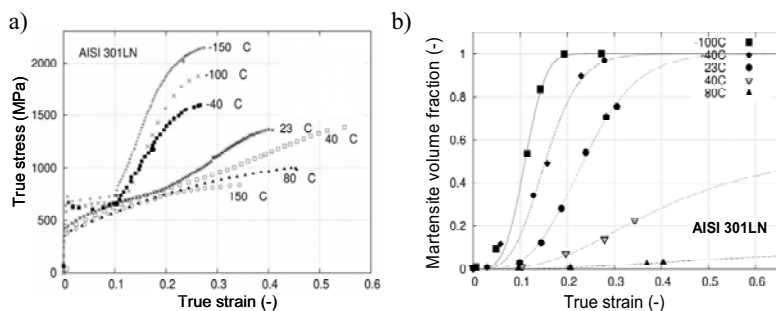 a)
AISI 301LN
-150 C
-100 C
-40 C
23 C
40 C
80 C
150 C
True stress (MPa)
2000
1500
1000
500
0
0 0.1 0.2 0.3 0.4 0.5 0.6
True strain (-)
b)
-100C
-40C
23C
40C
80C
Martensite volume fraction (-)
1
0.8
0.6
0.4
0.2
0
AISI 301LN
0 0.1 0.2 0.3 0.4 0.5 0.6
True strain (-)